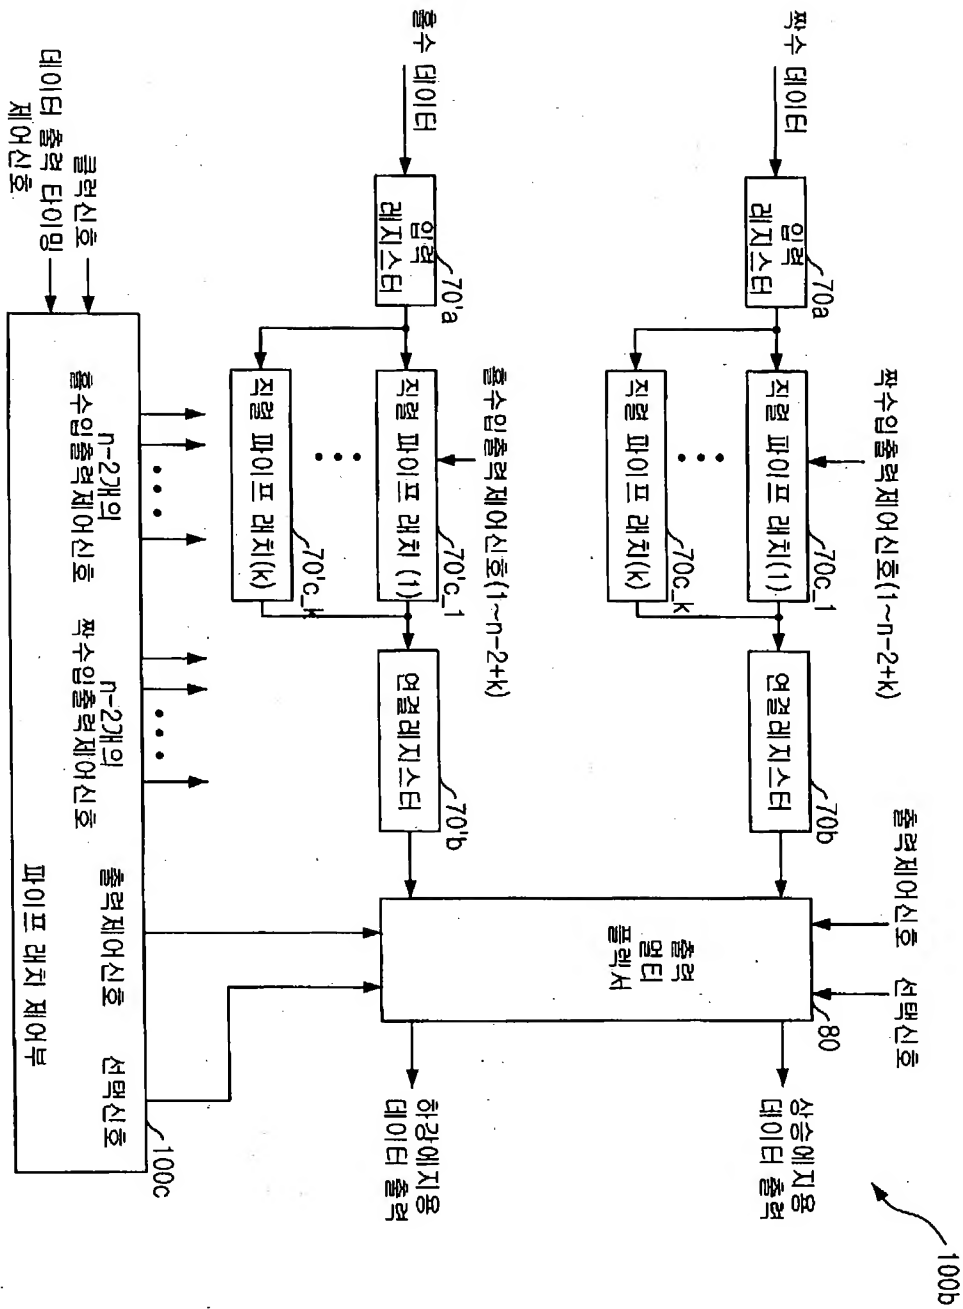 짝수 데이터
입력
레지스터
70a
짝수입출력제어신호(1~n-2+k)
직렬 파이프 래치(1)
70c_1
직렬 파이프 래치(k)
70c_k
연결레지스터
70b
출력제어신호
선택신호
출력
멀티
플렉서
80
상승에지용
데이터 출력
100b
홀수 데이터
입력
레지스터
70'a
홀수입출력제어신호(1~n-2+k)
직렬 파이프 래치(1)
70'c_1
직렬 파이프 래치(k)
70'c_k
연결레지스터
70'b
하강에지용
데이터 출력
클럭신호
데이터 출력 타이밍
제어신호
n-2개의
홀수입출력제어신호
n-2개의
짝수입출력제어신호
출력제어신호
선택신호
파이프 래치 제어부
100c